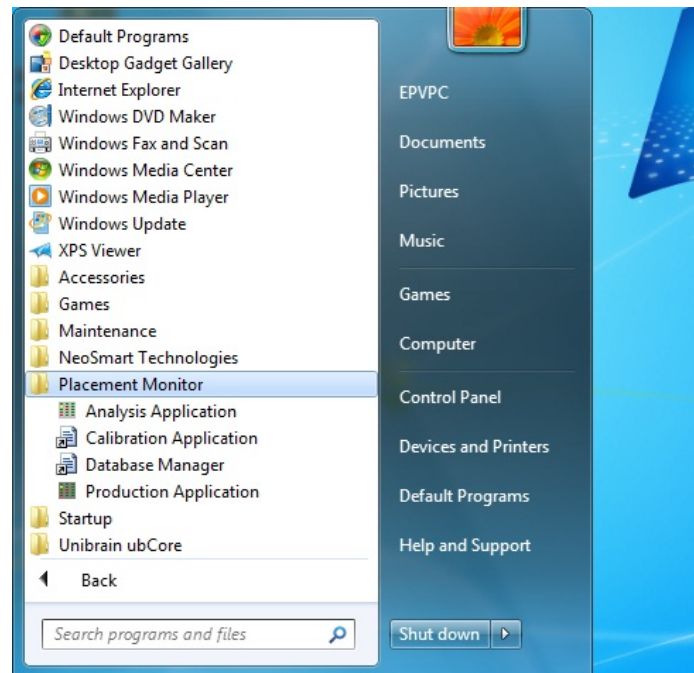 Default Programs
Desktop Gadget Gallery
Internet Explorer
Windows DVD Maker
Windows Fax and Scan
Windows Media Center
Windows Media Player
Windows Update
XPS Viewer
Accessories
Games
Maintenance
NeoSmart Technologies
Placement Monitor
Analysis Application
Calibration Application
Database Manager
Production Application
Startup
Unibrain ubCore
Back
Search programs and files
EPVPC
Documents
Pictures
Music
Games
Computer
Control Panel
Devices and Printers
Default Programs
Help and Support
Shut down